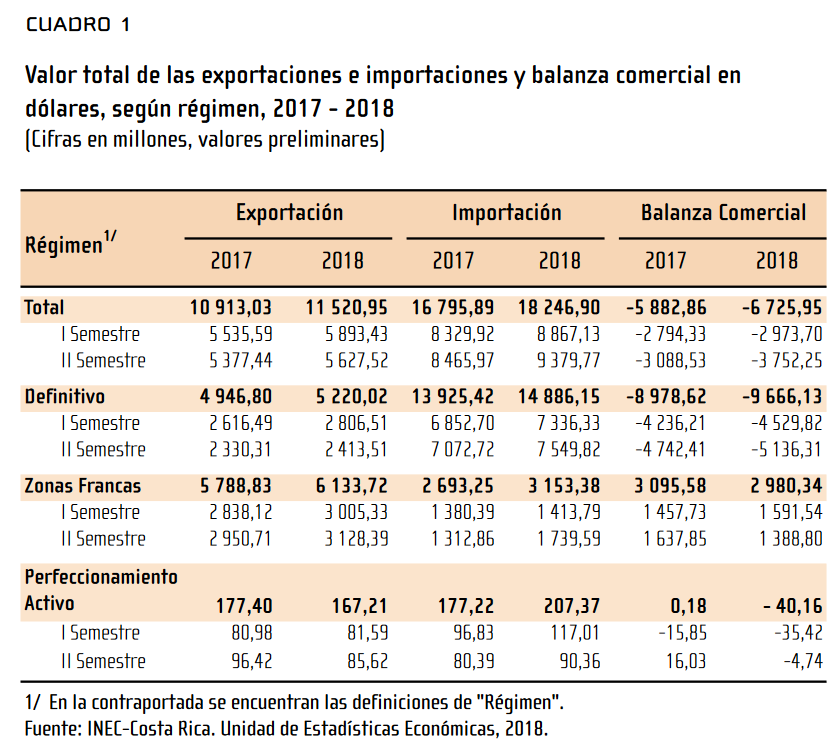 CUADRO 1
Valor total de las exportaciones e importaciones y balanza comercial en
dólares, según régimen, 2017 - 2018
(Cifras en millones, valores preliminares)
Régimen1/ Exportación Importación Balanza Comercial
2017 2018 2017 2018 2017 2018
Total 10 913,03 11 520,95 16 795,89 18 246,90 -5 882,86 -6 725,95
I Semestre 5 535,59 5 893,43 8 329,92 8 867,13 -2 794,33 -2 973,70
II Semestre 5 377,44 5 627,52 8 465,97 9 379,77 -3 088,53 -3 752,25
Definitivo 4 946,80 5 220,02 13 925,42 14 886,15 -8 978,62 -9 666,13
I Semestre 2 616,49 2 806,51 6 852,70 7 336,33 -4 236,21 -4 529,82
II Semestre 2 330,31 2 413,51 7 072,72 7 549,82 -4 742,41 -5 136,31
Zonas Francas 5 788,83 6 133,72 2 693,25 3 153,38 3 095,58 2 980,34
I Semestre 2 838,12 3 005,33 1 380,39 1 413,79 1 457,73 1 591,54
II Semestre 2 950,71 3 128,39 1 312,86 1 739,59 1 637,85 1 388,80
Perfeccionamiento
Activo 177,40 167,21 177,22 207,37 0,18 - 40,16
I Semestre 80,98 81,59 96,83 117,01 -15,85 -35,42
II Semestre 96,42 85,62 80,39 90,36 16,03 -4,74
1/ En la contraportada se encuentran las definiciones de "Régimen".
Fuente: INEC-Costa Rica. Unidad de Estadísticas Económicas, 2018.